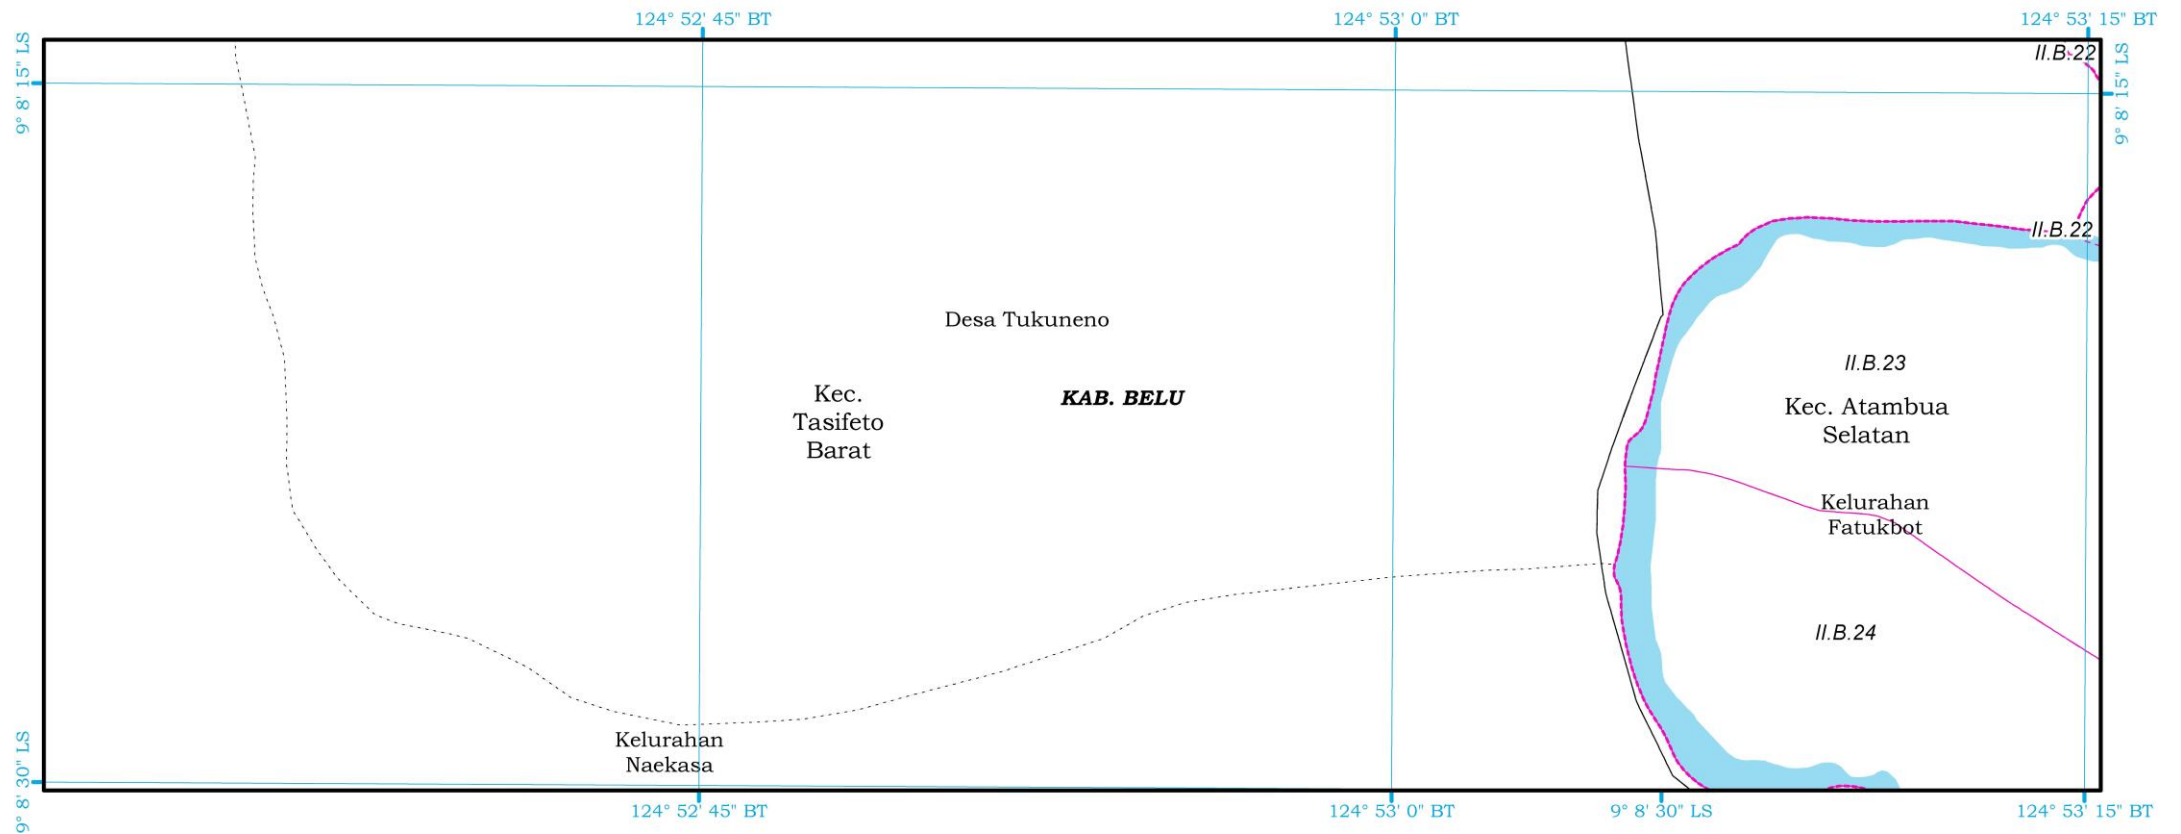 124° 52' 45" BT
124° 53' 0" BT
124° 53' 15" BT
9° 8' 15" LS
9° 8' 15" LS
II.B.22
II.B.22
Desa Tukuneno
II.B.23
Kec.
Tasifeto
Barat
KAB. BELU
Kec. Atambua
Selatan
Kelurahan
Fatukbot
II.B.24
Kelurahan
Naekasa
9° 8' 30" LS
124° 52' 45" BT
124° 53' 0" BT
9° 8' 30" LS
124° 53' 15" BT